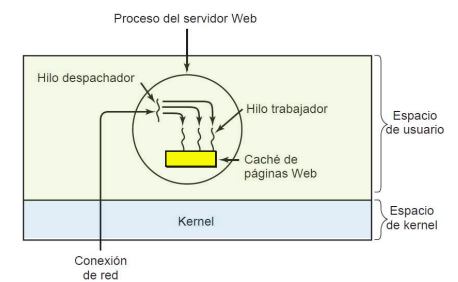 Proceso del servidor Web
Hilo despachador
Hilo trabajador
Espacio
de usuario
Caché de
páginas Web
Kernel
Espacio
de kernel
Conexión
de red